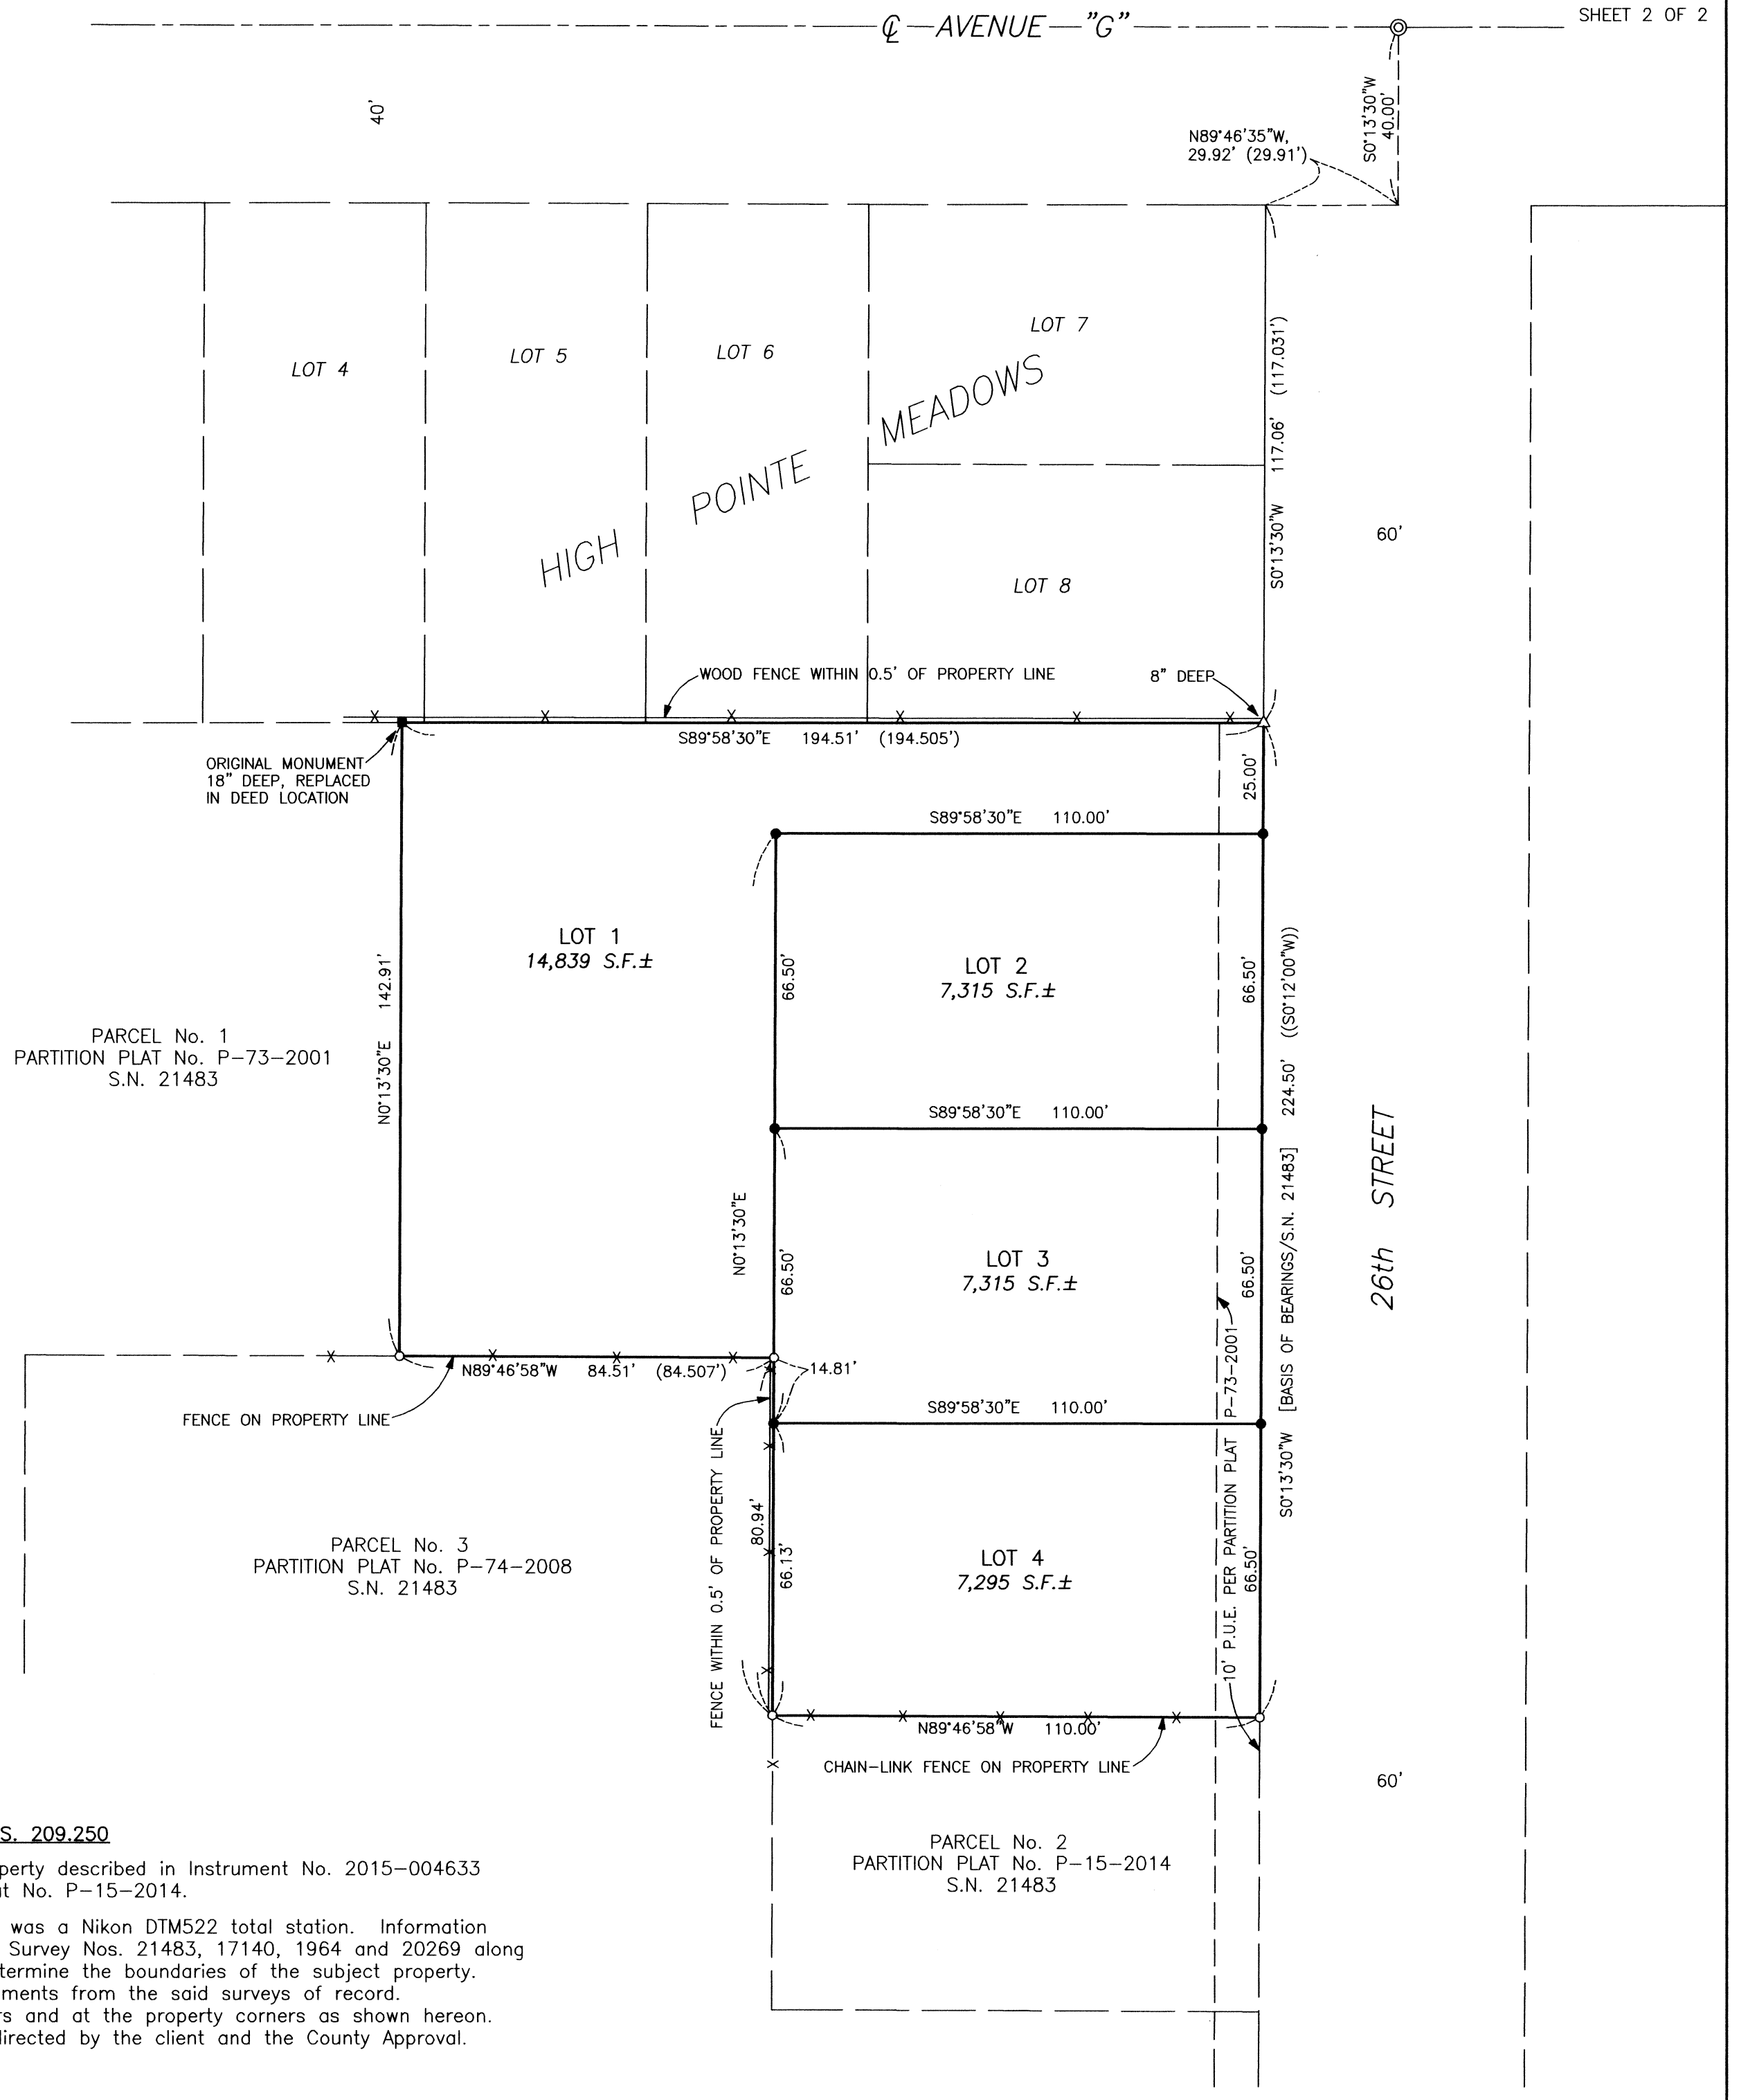 SHEET 2 OF 2
℄ AVENUE "G"
40'
S0°13'30"W
40.00'
N89°46'35"W,
29.92' (29.91')
LOT 4
LOT 5
LOT 6
LOT 7
HIGH POINTE MEADOWS
LOT 8
S0°13'30"W 117.06' (117.031')
60'
WOOD FENCE WITHIN 0.5' OF PROPERTY LINE
8" DEEP
S89°58'30"E 194.51' (194.505')
ORIGINAL MONUMENT
18" DEEP, REPLACED
IN DEED LOCATION
25.00'
S89°58'30"E 110.00'
LOT 1
14,839 S.F.±
N0°13'30"E 142.91'
66.50'
LOT 2
7,315 S.F.±
66.50'
PARCEL No. 1
PARTITION PLAT No. P-73-2001
S.N. 21483
S89°58'30"E 110.00'
N0°13'30"E
66.50'
LOT 3
7,315 S.F.±
66.50'
S0°13'30"W [BASIS OF BEARINGS/S.N. 21483] 224.50' ((S0°12'00"W))
26th STREET
N89°46'58"W 84.51' (84.507')
14.81'
FENCE ON PROPERTY LINE
S89°58'30"E 110.00'
FENCE WITHIN 0.5' OF PROPERTY LINE
80.94'
66.13'
LOT 4
7,295 S.F.±
66.50'
10' P.U.E. PER PARTITION PLAT P-73-2001
PARCEL No. 3
PARTITION PLAT No. P-74-2008
S.N. 21483
N89°46'58"W 110.00'
CHAIN-LINK FENCE ON PROPERTY LINE
60'
PARCEL No. 2
PARTITION PLAT No. P-15-2014
S.N. 21483
S. 209.250
perty described in Instrument No. 2015-004633
at No. P-15-2014.
was a Nikon DTM522 total station. Information
Survey Nos. 21483, 17140, 1964 and 20269 along
termine the boundaries of the subject property.
ments from the said surveys of record.
rs and at the property corners as shown hereon.
directed by the client and the County Approval.